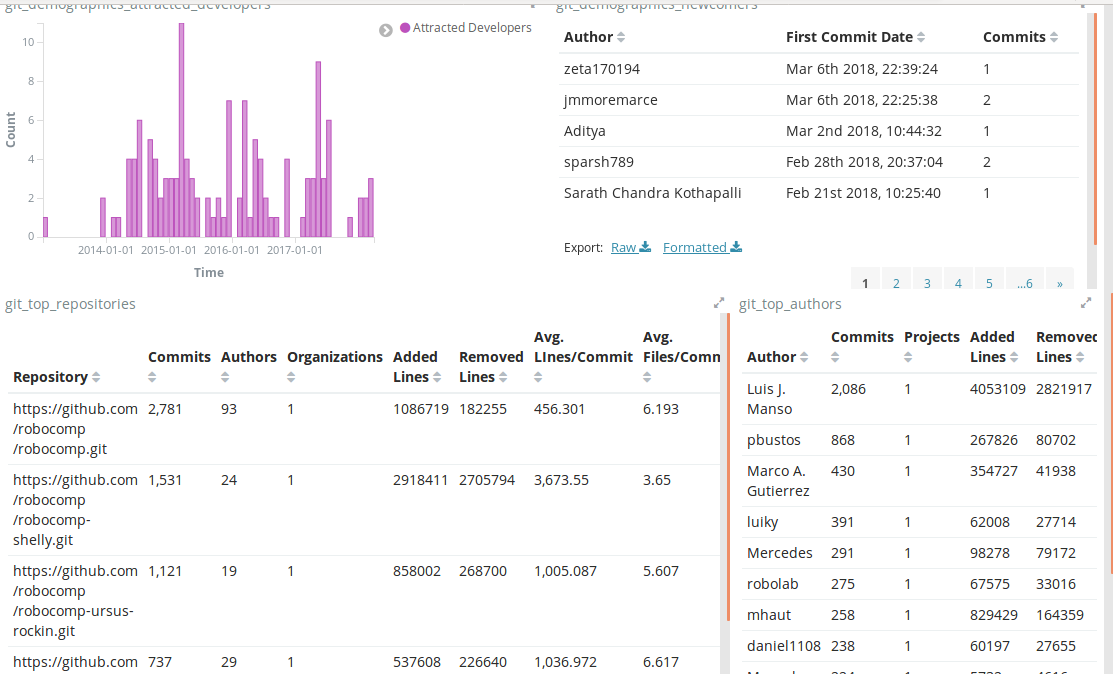 git_demographics_attracted_developers
Attracted Developers
10
8
6
4
2
0
Count
2014-01-01 2015-01-01 2016-01-01 2017-01-01
Time
git_demographics_newcomers
Author First Commit Date Commits
zeta170194 Mar 6th 2018, 22:39:24 1
jmmoremarce Mar 6th 2018, 22:25:38 2
Aditya Mar 2nd 2018, 10:44:32 1
sparsh789 Feb 28th 2018, 20:37:04 2
Sarath Chandra Kothapalli Feb 21st 2018, 10:25:40 1
Export: Raw Formatted
1 2 3 4 5 ...6 »
git_top_repositories
Avg. Avg.
Commits Authors Organizations Added Removed LInes/Commit Files/Comm
Repository Lines Lines
https://github.com 2,781 93 1 1086719 182255 456.301 6.193
/robocomp
/robocomp.git
https://github.com 1,531 24 1 2918411 2705794 3,673.55 3.65
/robocomp
/robocomp-
shelly.git
https://github.com 1,121 19 1 858002 268700 1,005.087 5.607
/robocomp
/robocomp-ursus-
rockin.git
https://github.com 737 29 1 537608 226640 1,036.972 6.617
git_top_authors
Commits Projects Added Removed
Author Lines Lines
Luis J. 2,086 1 4053109 2821917
Manso
pbustos 868 1 267826 80702
Marco A. 430 1 354727 41938
Gutierrez
luiky 391 1 62008 27714
Mercedes 291 1 98278 79172
robolab 275 1 67575 33016
mhaut 258 1 829429 164359
daniel1108 238 1 60197 27655